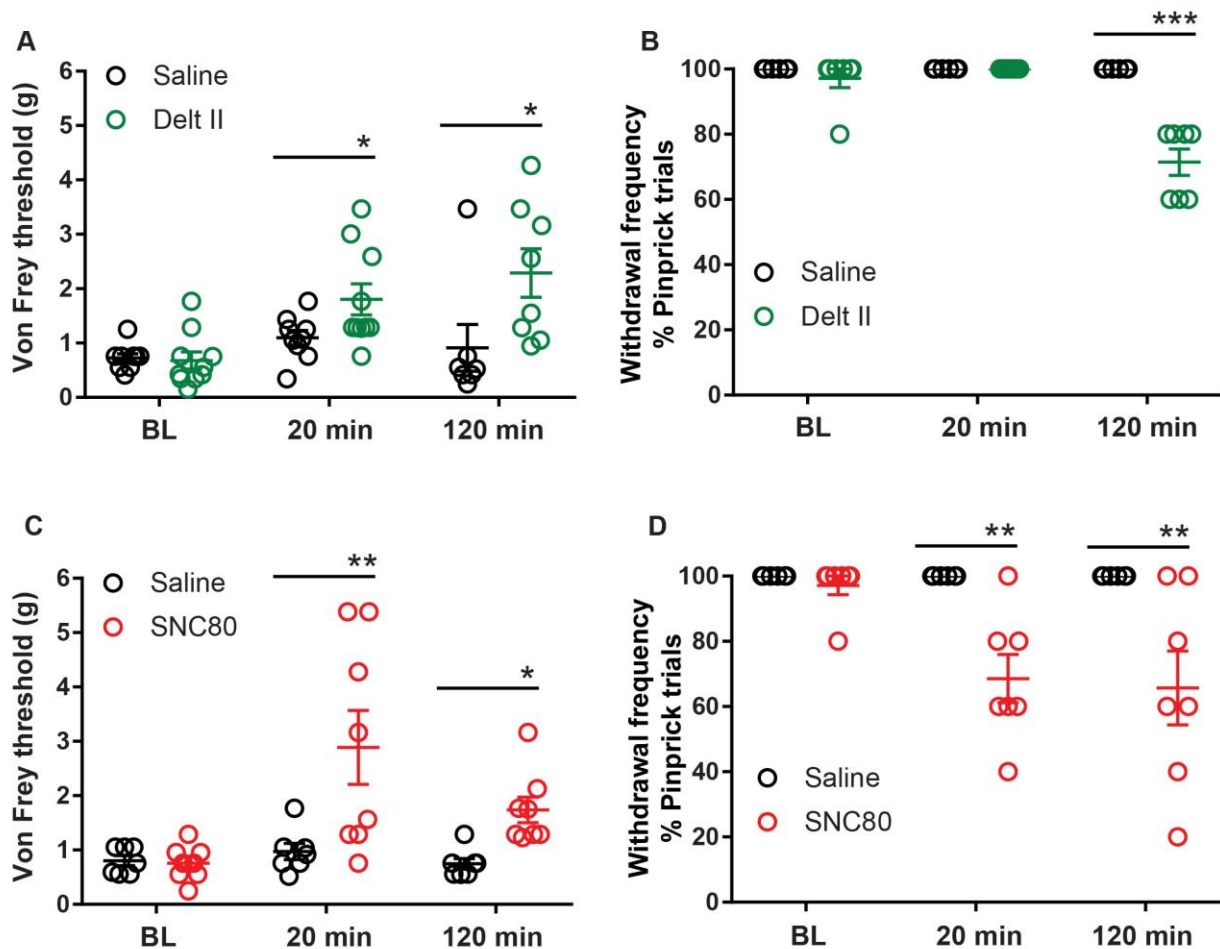 A
Von Frey threshold (g)
6
5
4
3
2
1
0
Saline
Delt II
*
*
BL
20 min
120 min
B
Withdrawal frequency
% Pinprick trials
100
80
60
40
20
0
***
Saline
Delt II
BL
20 min
120 min
C
Von Frey threshold (g)
6
5
4
3
2
1
0
Saline
SNC80
**
*
BL
20 min
120 min
D
Withdrawal frequency
% Pinprick trials
100
80
60
40
20
0
**
**
Saline
SNC80
BL
20 min
120 min